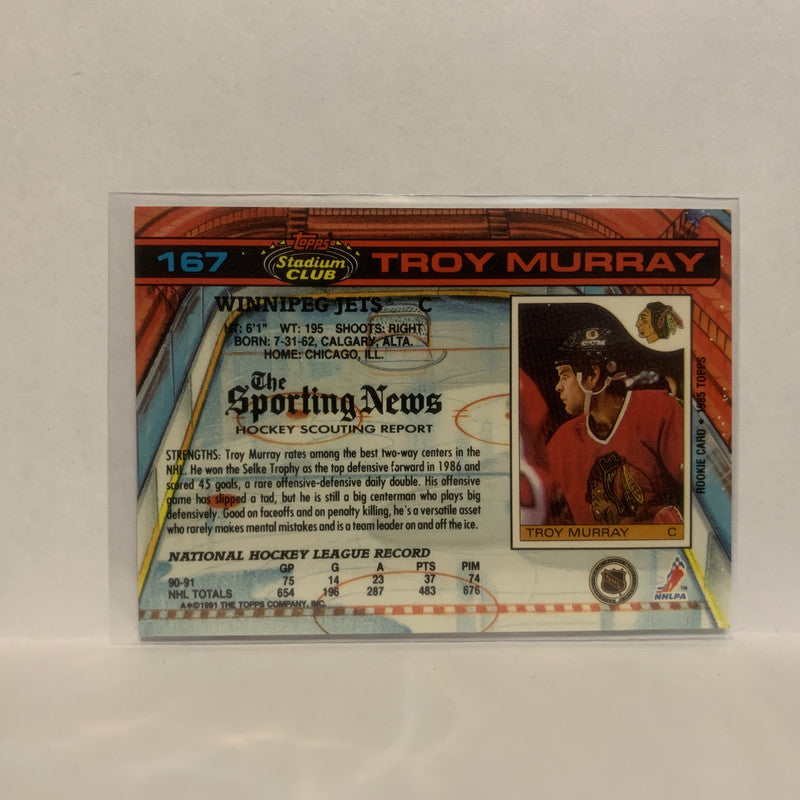 167 Topps Stadium CLUB TROY MURRAY
WINNIPEG JETS® C
HT: 6'1" WT: 195 SHOOTS: RIGHT
BORN: 7-31-62, CALGARY, ALTA.
HOME: CHICAGO, ILL.
The
Sporting News
HOCKEY SCOUTING REPORT
STRENGTHS: Troy Murray rates among the best two-way centers in the
NHL. He won the Selke Trophy as the top defensive forward in 1986 and
scored 45 goals, a rare offensive-defensive daily double. His offensive
game has slipped a tad, but he is still a big centerman who plays big
defensively. Good on faceoffs and on penalty killing, he's a versatile asset
who rarely makes mental mistakes and is a team leader on and off the ice.
NATIONAL HOCKEY LEAGUE RECORD
GP G A PTS PIM
90-91 75 14 23 37 74
NHL TOTALS 654 196 287 483 676
A*©1991 THE TOPPS COMPANY, INC.
CCM
TROY MURRAY C
ROOKIE CARD • 1985 TOPPS
NHL
NHLPA
TM